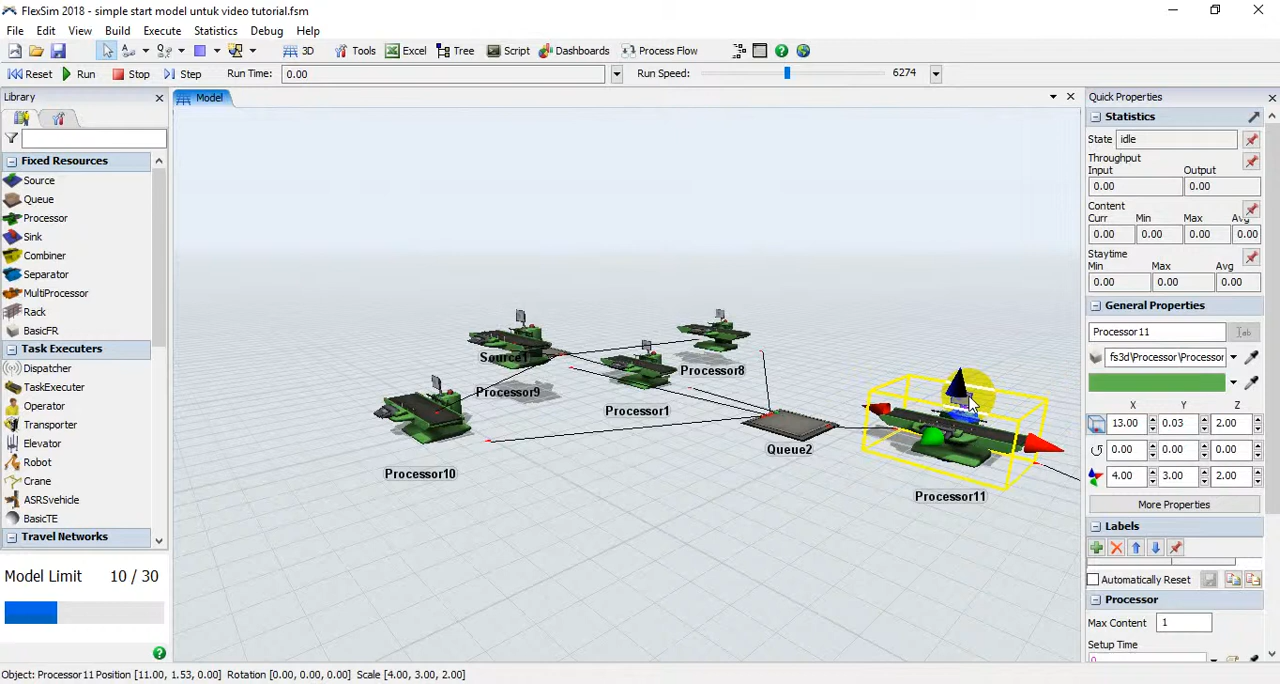 FlexSim 2018 - simple start model untuk video tutorial.fsm
File Edit View Build Execute Statistics Debug Help
3D Tools Excel Tree Script Dashboards Process Flow
Reset Run Stop Step Run Time: 0.00 Run Speed: 6274
Library
Model
Quick Properties
Fixed Resources
Source
Queue
Processor
Sink
Combiner
Separator
MultiProcessor
Rack
BasicFR
Task Executers
Dispatcher
TaskExecuter
Operator
Transporter
Elevator
Robot
Crane
ASRSvehicle
BasicTE
Travel Networks
Model Limit 10 / 30
Source1
Processor9
Processor8
Processor1
Processor10
Queue2
Processor11
Statistics
State idle
Throughput
Input Output
0.00 0.00
Content
Curr Min Max Avg
0.00 0.00 0.00 0.00
Staytime
Min Max Avg
0.00 0.00 0.00
General Properties
Processor11
fs3d\Processor\Processor
X Y Z
13.00 0.03 2.00
0.00 0.00 0.00
4.00 3.00 2.00
More Properties
Labels
Automatically Reset
Processor
Max Content 1
Setup Time
Object: Processor11 Position [11.00, 1.53, 0.00] Rotation [0.00, 0.00, 0.00] Scale [4.00, 3.00, 2.00]